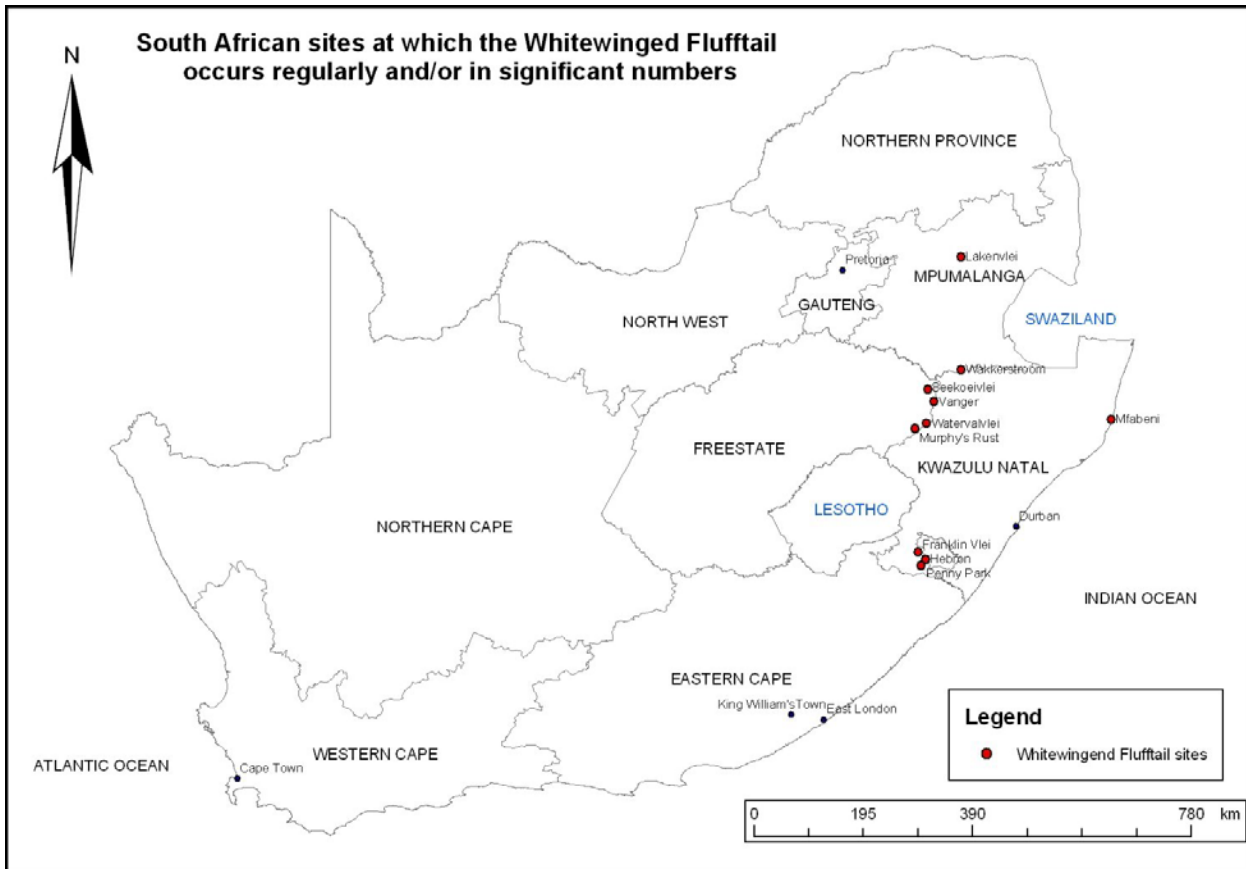 South African sites at which the Whitewinged Flufftail
occurs regularly and/or in significant numbers
N
NORTHERN PROVINCE
Pretoria
Lakenvlei
MPUMALANGA
GAUTENG
NORTH WEST
SWAZILAND
Wakkerstroom
Seekoeivlei
Vanger
Mfabeni
Watervalvlei
Murphy's Rust
FREESTATE
KWAZULU NATAL
LESOTHO
Durban
NORTHERN CAPE
Franklin Vlei
Hebron
Penny Park
INDIAN OCEAN
EASTERN CAPE
King William'sTown
East London
WESTERN CAPE
ATLANTIC OCEAN
Cape Town
Legend
Whitewingend Flufftail sites
0 195 390 780 km